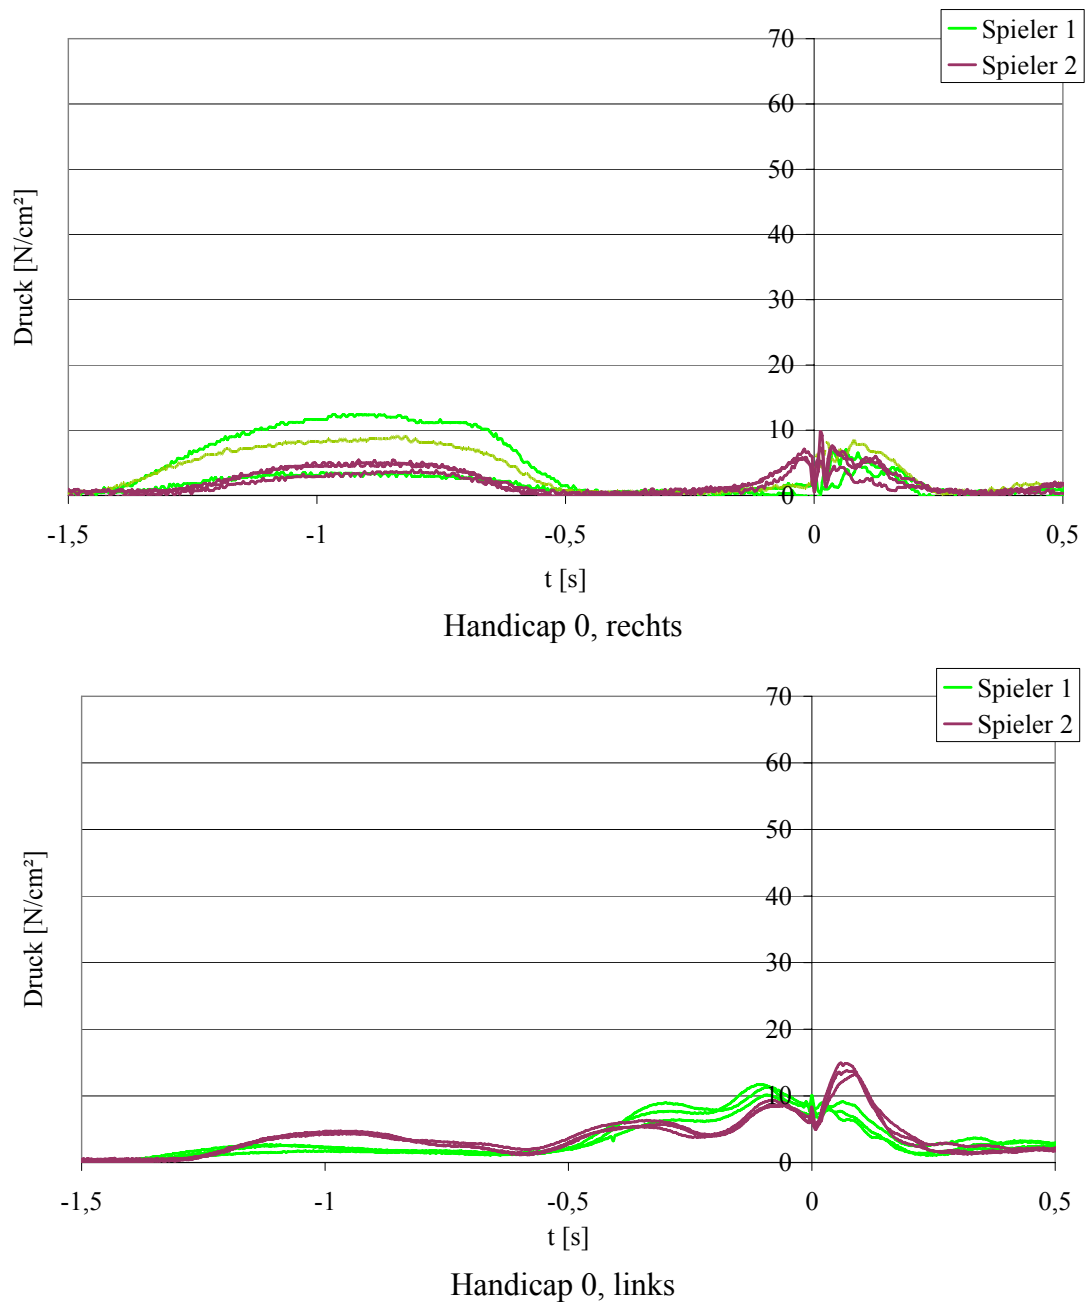 Spieler 1
Spieler 2
70
60
50
40
30
20
10
0
Druck [N/cm²]
-1,5
-1
-0,5
0
0,5
t [s]
Handicap 0, rechts
Spieler 1
Spieler 2
70
60
50
40
30
20
10
0
Druck [N/cm²]
-1,5
-1
-0,5
0
0,5
t [s]
Handicap 0, links